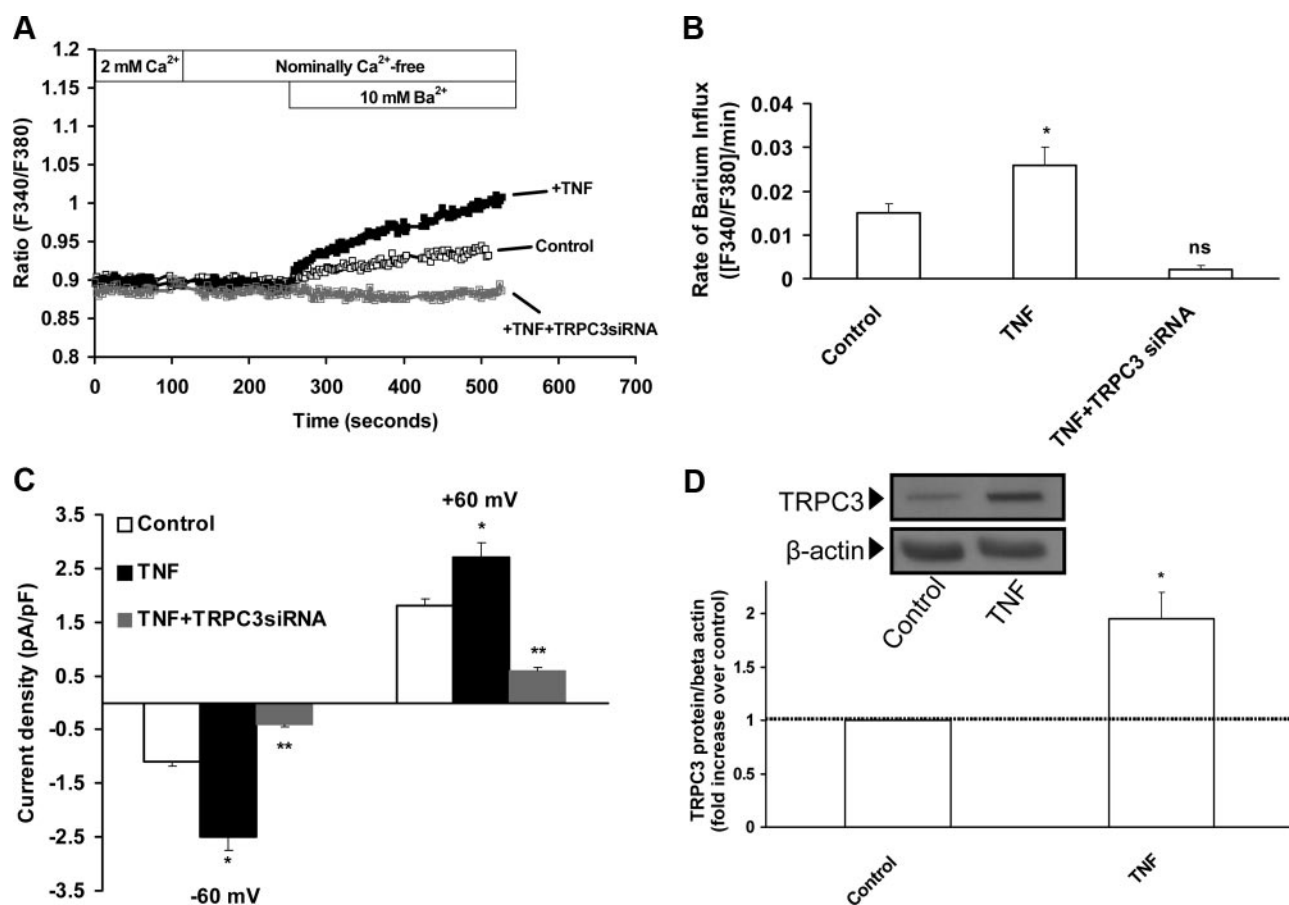 A
1.2
1.15
1.1
1.05
1
0.95
0.9
0.85
0.8
Ratio (F340/F380)
2 mM Ca2+
Nominally Ca2+-free
10 mM Ba2+
+TNF
Control
+TNF+TRPC3siRNA
0 100 200 300 400 500 600 700
Time (seconds)
B
0.04
0.03
0.02
0.01
0
Rate of Barium Influx
([F340/F380]/min)
*
ns
Control
TNF
TNF+TRPC3 siRNA
C
3.5
2.5
1.5
0.5
-0.5
-1.5
-2.5
-3.5
Current density (pA/pF)
Control
TNF
TNF+TRPC3siRNA
+60 mV
*
**
**
*
-60 mV
D
TRPC3
β-actin
Control
TNF
2
1.5
1
0.5
0
TRPC3 protein/beta actin
(fold increase over control)
*
Control
TNF